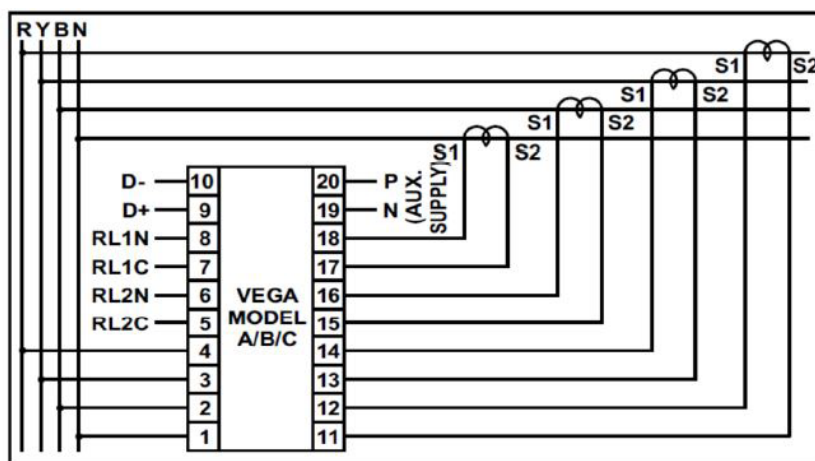 R Y B N
S1 S2
S1 S2
S1 S2
S1 S2
D- 10 20 P
D+ 9 19 N
(AUX. SUPPLY)
RL1N 8 18
RL1C 7 17
RL2N 6 16
RL2C 5 15
VEGA
MODEL
A/B/C
4 14
3 13
2 12
1 11